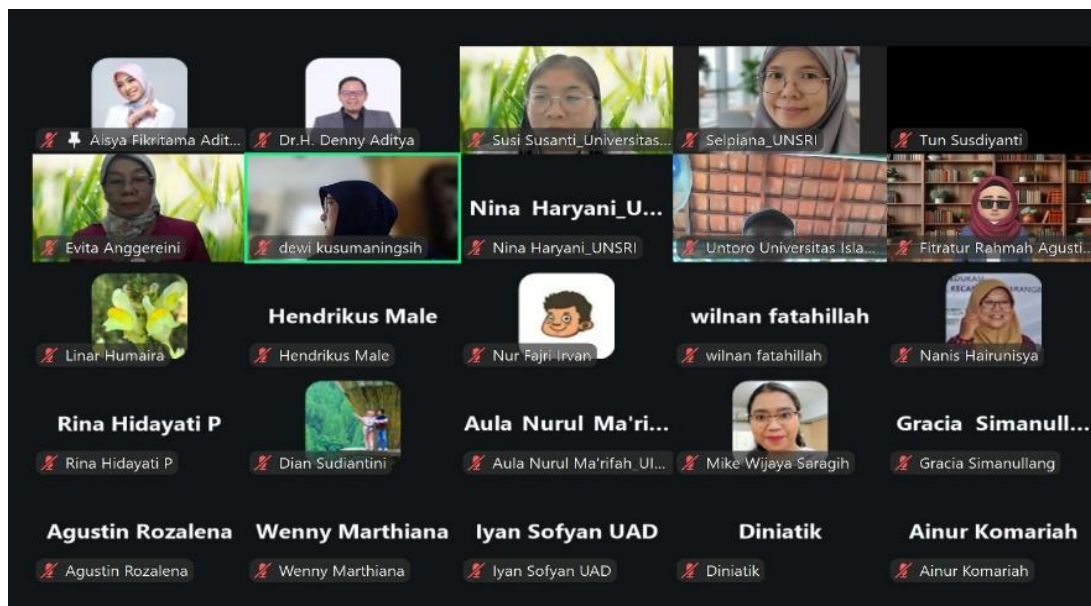 Aisya Fikritama Adit...
Dr.H. Denny Aditya
Susi Susanti_Universitas...
Selpiana_UNSRI
Tun Susdiyanti
Evita Anggereini
dewi kusumaningsih
Nina Haryani_U...
Nina Haryani_UNSRI
Untoro Universitas Isla...
Fitratur Rahmah Agusti...
Linar Humaira
Hendrikus Male
Hendrikus Male
Nur Fajri Irvan
wilnan fatahillah
wilnan fatahillah
EDUKASI
Nanis Hairunisya
Rina Hidayati P
Rina Hidayati P
Dian Sudiantini
Aula Nurul Ma'ri...
Aula Nurul Ma'rifah_UI...
Mike Wijaya Saragih
Gracia Simanull...
Gracia Simanullang
Agustin Rozalena
Agustin Rozalena
Wenny Marthiana
Wenny Marthiana
Iyan Sofyan UAD
Iyan Sofyan UAD
Diniatik
Diniatik
Ainur Komariah
Ainur Komariah